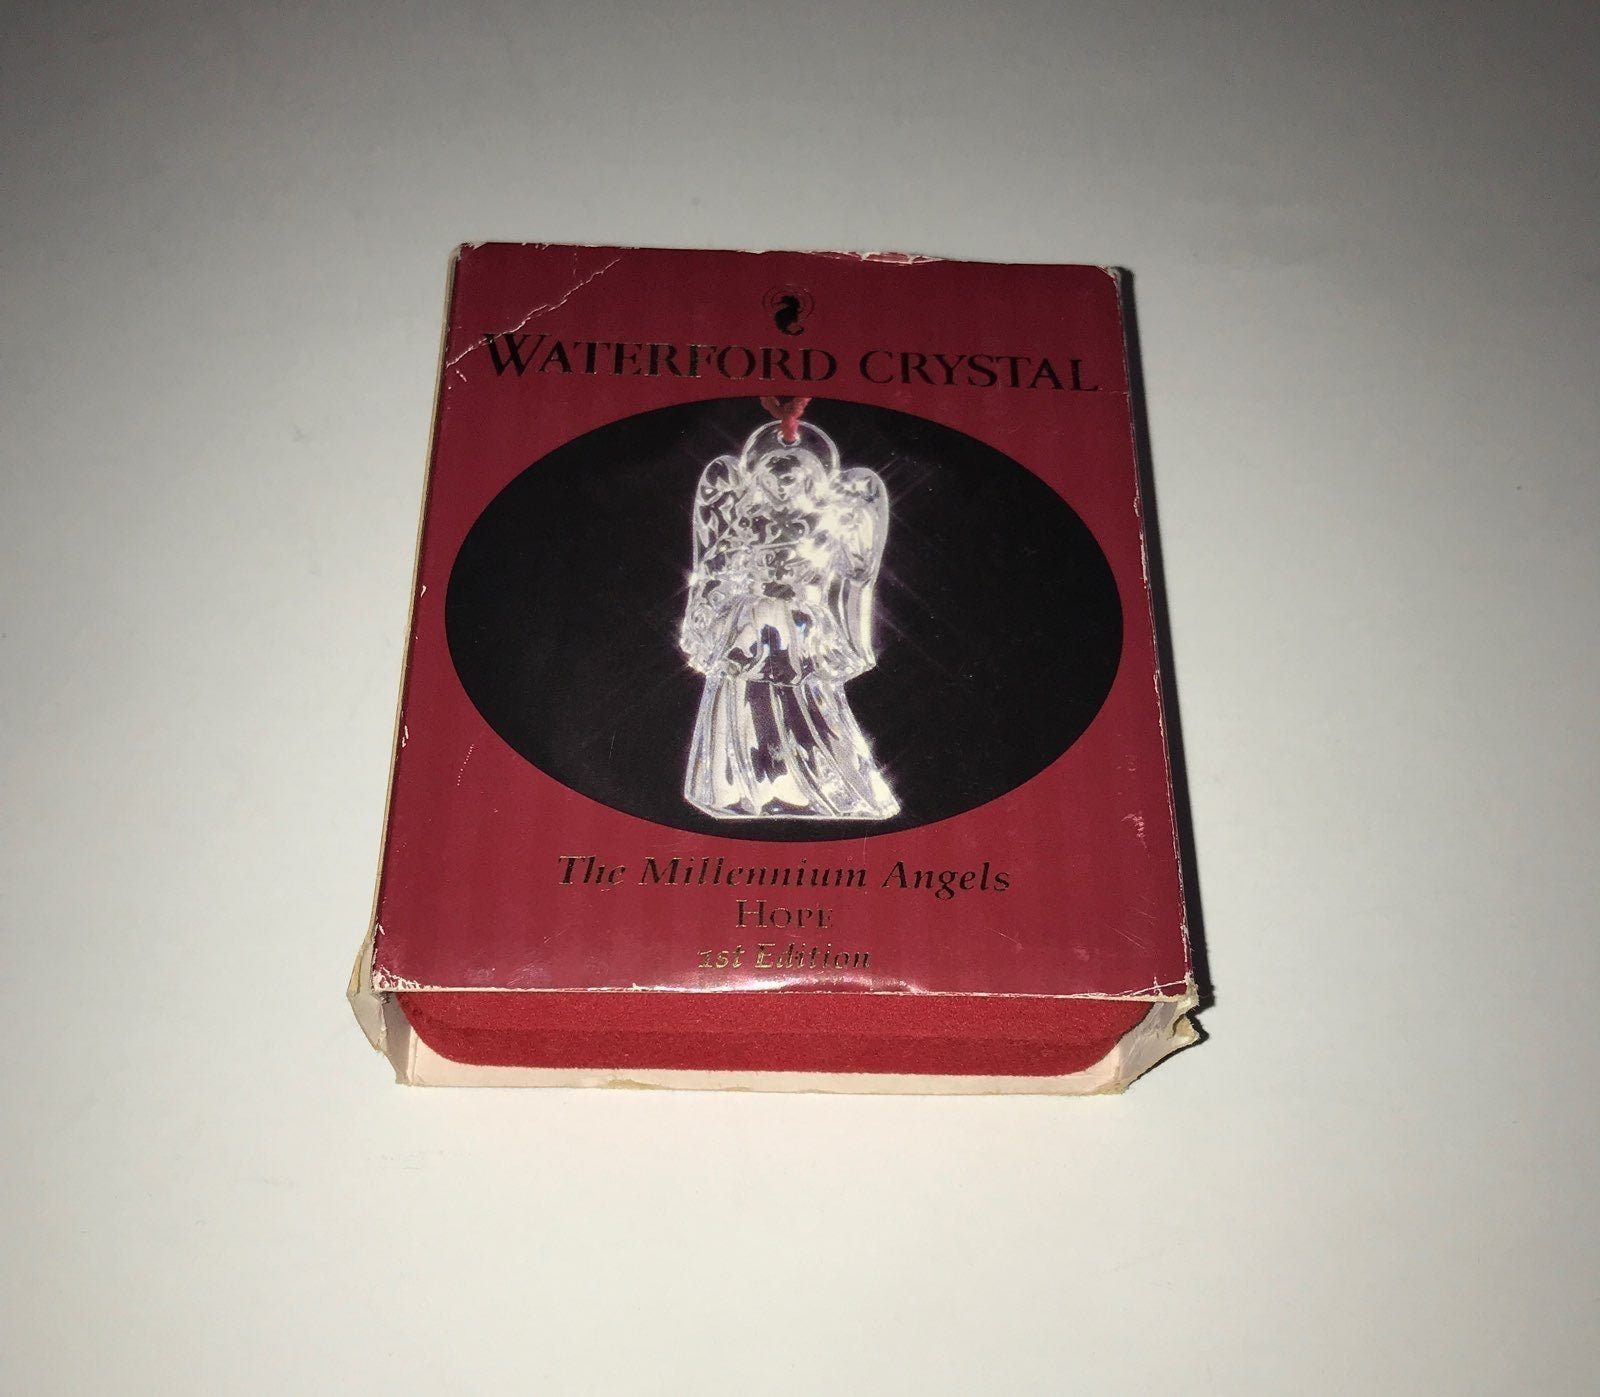 WATERFORD CRYSTAL
The Millennium Angels
HOPE
1st Edition